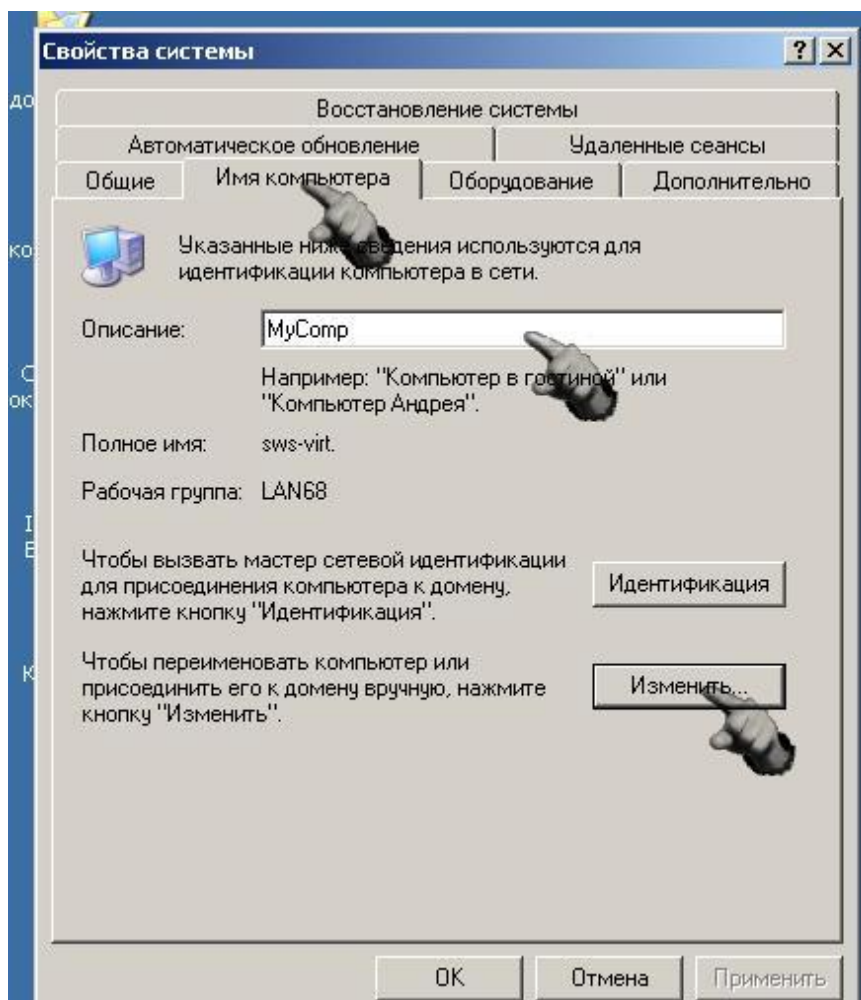 Свойства системы
Восстановление системы
Автоматическое обновление
Удаленные сеансы
Общие
Имя компьютера
Оборудование
Дополнительно
Указанные ниже сведения используются для
идентификации компьютера в сети.
Описание:
MyComp
Например: "Компьютер в гостиной" или
"Компьютер Андрея".
Полное имя:
sws-virt.
Рабочая группа:
LAN68
Чтобы вызвать мастер сетевой идентификации
для присоединения компьютера к домену,
нажмите кнопку "Идентификация".
Идентификация
Чтобы переименовать компьютер или
присоединить его к домену вручную, нажмите
кнопку "Изменить".
Изменить...
OK
Отмена
Применить